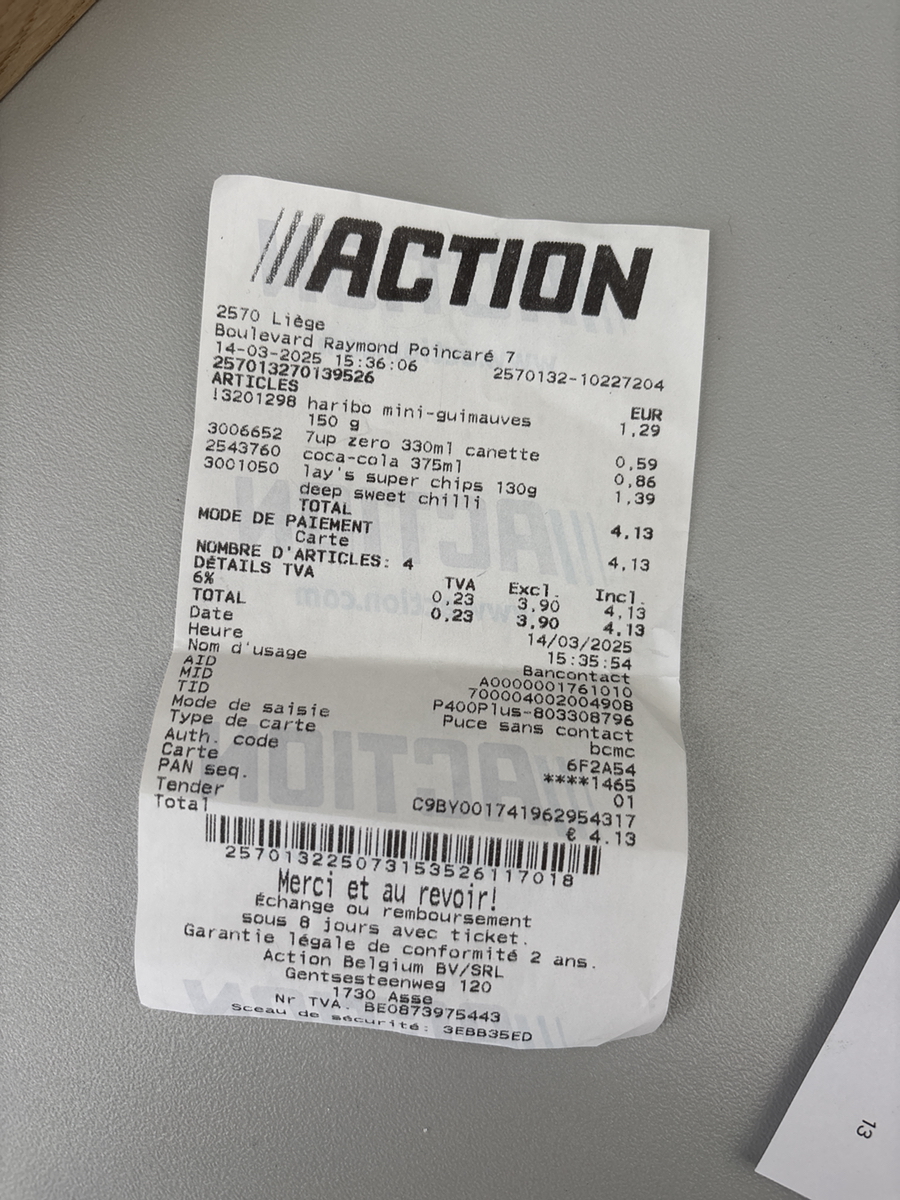 ACTION
2570 Liège
Boulevard Raymond Poincaré 7
14-03-2025 15:36:06 2570132-10227204
257013270139526
ARTICLES EUR
!3201298 haribo mini-guimauves 1,29
150 g
3006652 7up zero 330ml canette 0,59
2543760 coca-cola 375ml 0,86
3001050 lay's super chips 130g 1,39
deep sweet chilli
TOTAL 4,13
MODE DE PAIEMENT
Carte 4,13
NOMBRE D'ARTICLES: 4
DÉTAILS TVA TVA Excl. Incl.
6% 0,23 3,90 4,13
TOTAL 0,23 3,90 4,13
Date 14/03/2025
Heure 15:35:54
Nom d'usage Bancontact
AID A0000001761010
MID 700004002004908
TID P400Plus-803308796
Mode de saisie Puce sans contact
Type de carte bcmc
Auth. code 6F2A54
Carte ****1465
PAN seq. 01
Tender C9BY001741962954317
Total € 4.13
2570132250731535261​17018
Merci et au revoir!
Échange ou remboursement
sous 8 jours avec ticket.
Garantie légale de conformité 2 ans.
Action Belgium BV/SRL
Gentsesteenweg 120
1730 Asse
Nr TVA. BE0873975443
Sceau de sécurité: 3EBB35ED
13